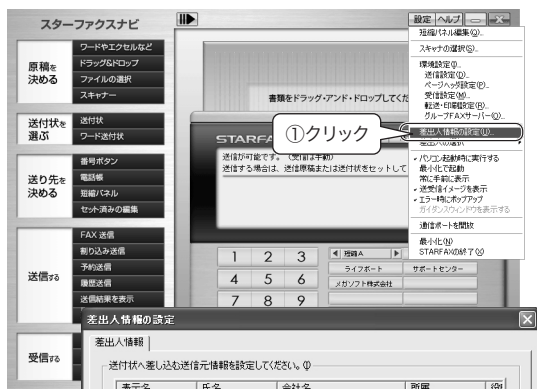 スターファクスナビ
原稿を
決める
ワードやエクセルなど
ドラッグ&ドロップ
ファイルの選択
スキャナー
送付状を
選ぶ
送付状
ワード送付状
送り先を
決める
番号ボタン
電話帳
短縮パネル
セット済みの編集
送信する
FAX 送信
割り込み送信
予約送信
履歴送信
送信結果を表示
受信する
書類をドラッグ・アンド・ドロップしてくだ
STARFA
送信が可能です。(受信は手動)
送信する場合は、送信原稿または送付状をセットして
①クリック
1 2 3
4 5 6
7 8 9
短縮A
ライフボート
サポートセンター
メガソフト株式会社
設定 ヘルプ
短縮パネル編集(Q)...
スキャナの選択(S)...
環境設定(I)...
送信設定(D)...
ページヘッダ設定(P)...
受信設定(M)...
転送・印刷設定(R)...
グループFAXサーバー(O)...
差出人情報の設定(U)...
差出人の選択
パソコン起動時に実行する
最小化で起動
常に手前に表示
送受信イメージを表示
エラー時にポップアップ
ガイダンスウィンドウを表示する
通信ポートを開放
最小化(N)
STARFAXの終了(X)
差出人情報の設定
差出人情報
送付状へ差し込む送信元情報を設定してください。
表示名 氏名 会社名 所属 役